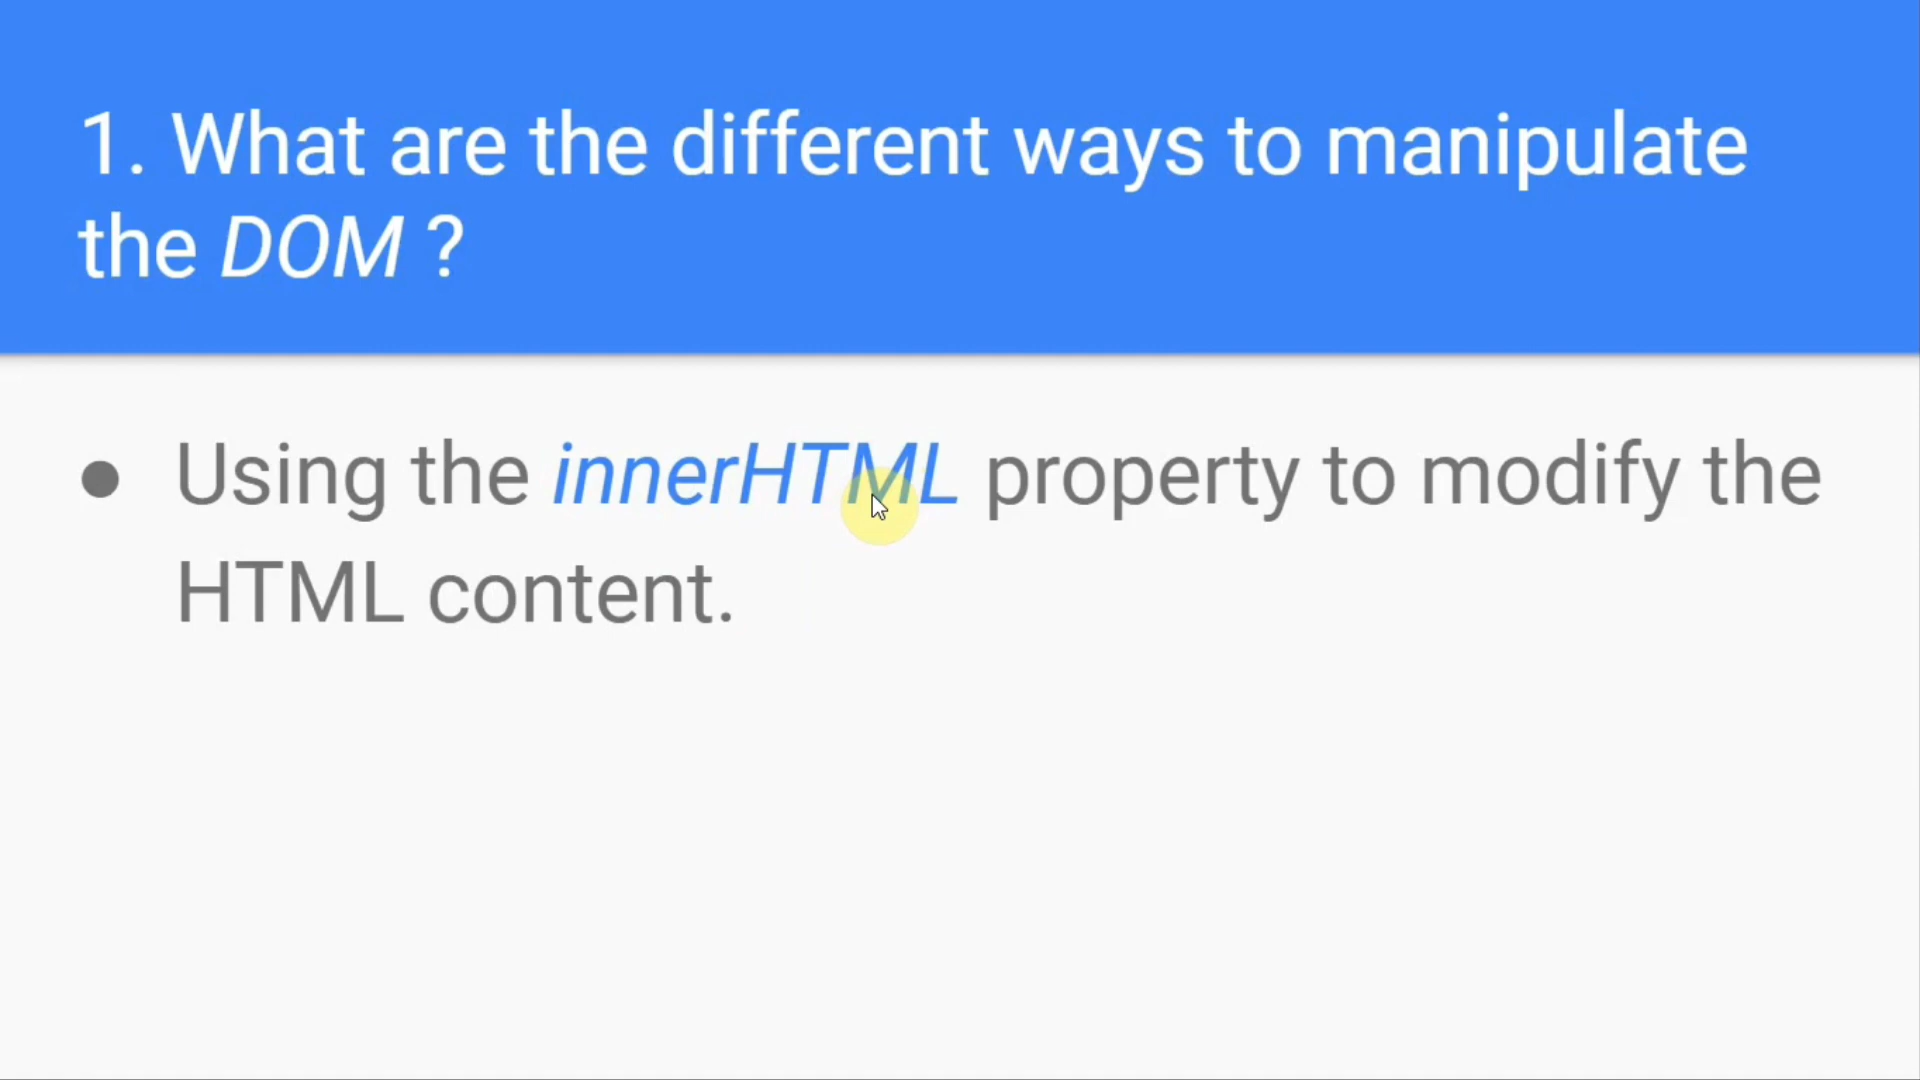 1. What are the different ways to manipulate
the DOM ?
● Using the innerHTML property to modify the
HTML content.